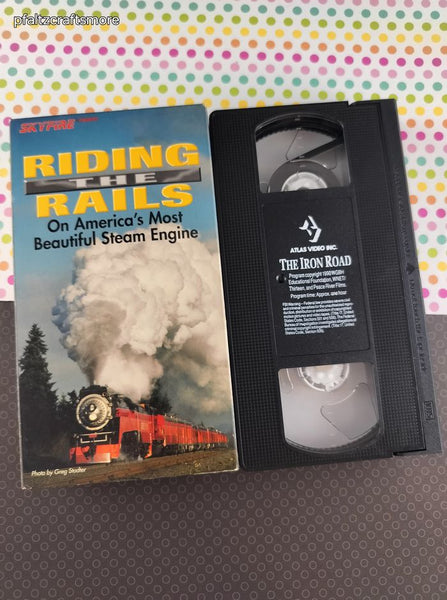 pfaltzcraftsmore
SKYFIRE
RIDING
THE
RAILS
On America's Most
Beautiful Steam Engine
Photo by Greg Stadter
ATLAS VIDEO INC.
THE IRON ROAD
Program copyright 1990 WGBH
Educational Foundation, WNET/
Thirteen, and Peace River Films.
Program time: Approx. one hour